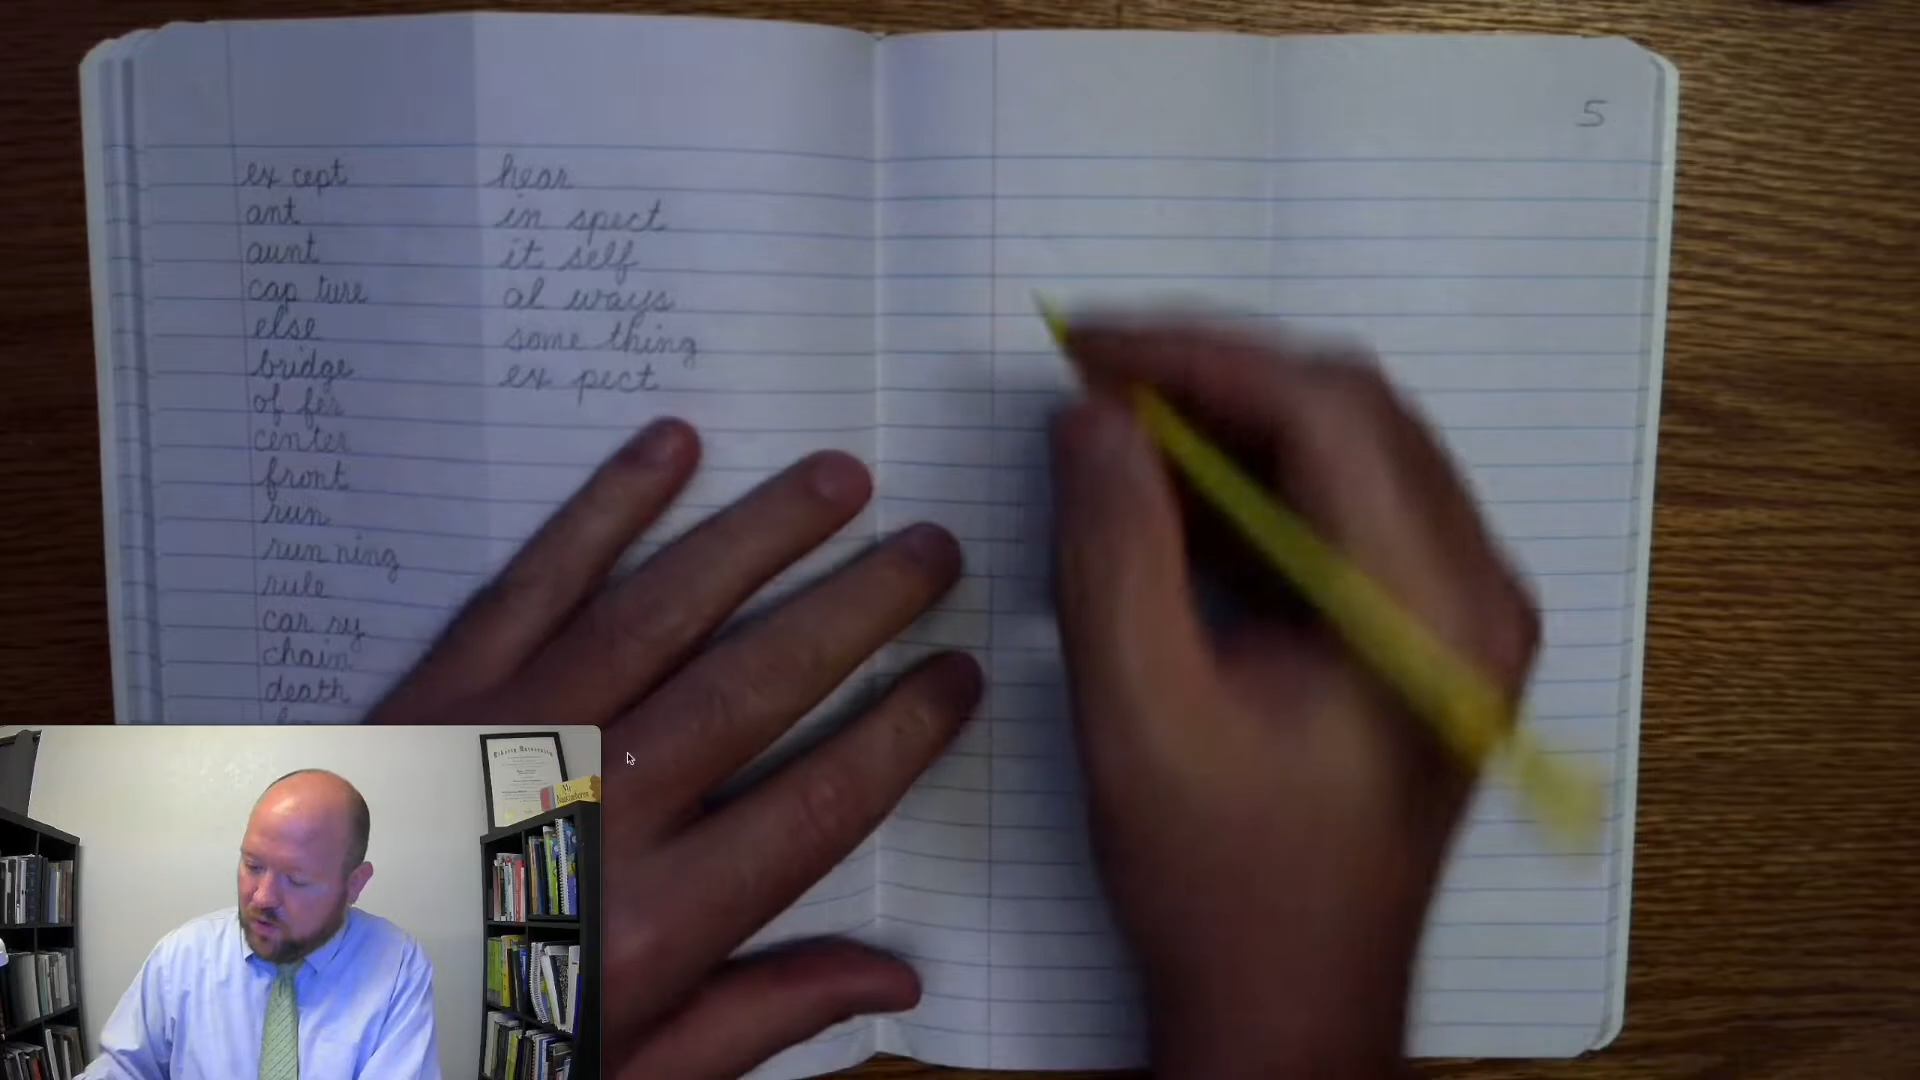 5
ex cept
ant
aunt
cap ture
else
bridge
of fer
center
front
run
run ning
rule
car ry
chain
death
hear
in spect
it self
al ways
some thing
ex pect